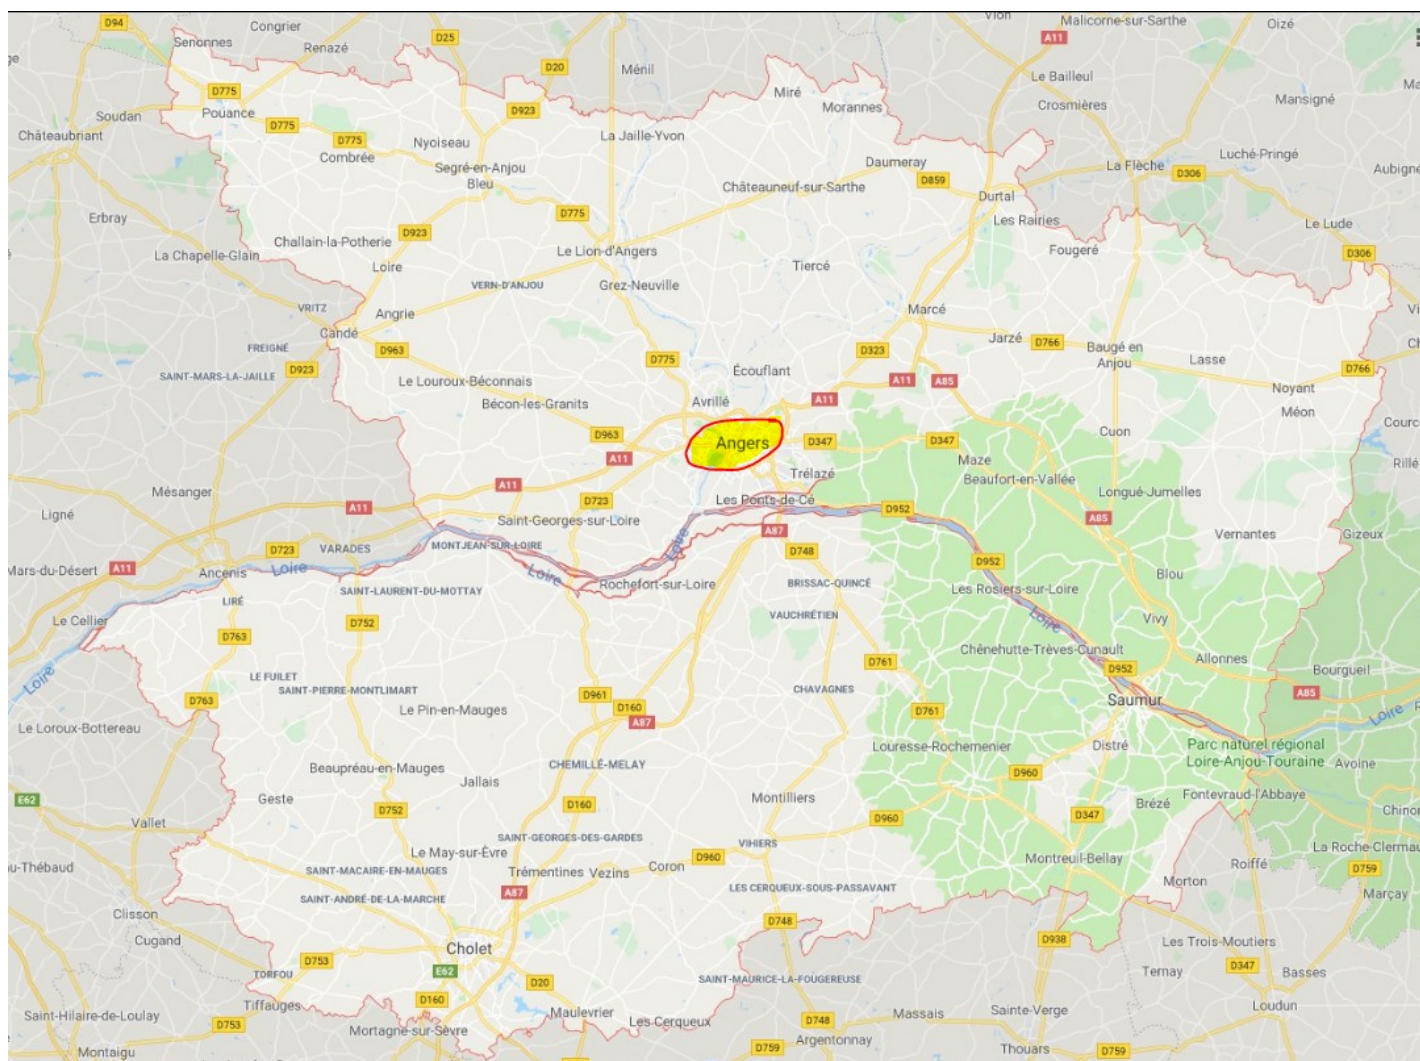 Congrier
D94
Senonnes
Renazé
D25
D20
Ménil
Vion
Malicorne-sur-Sarthe
Oizé
A11
Le Bailleul
Mansigné
Crosmières
D775
Pouance
Soudan
Châteaubriant
D775
D775
Combrée
Nyoiseau
D923
Segré-en-Anjou
Bleu
La Jaille-Yvon
Miré
Morannes
Daumeray
D859
Châteauneuf-sur-Sarthe
Durtal
Les Rairies
La Flèche
D306
Luché-Pringé
Aubigné
Le Lude
D306
Fougeré
Erbray
La Chapelle-Glain
Challain-la-Potherie
D923
Loire
D775
Le Lion-d'Angers
Grez-Neuville
VERN-D'ANJOU
Tiercé
VRITZ
Candé
Angrie
FREIGNÉ
D963
D923
SAINT-MARS-LA-JAILLE
Le Louroux-Béconnais
Bécon-les-Granits
D775
Écouflant
D323
Marcé
Jarzé
D766
Baugé en
Anjou
Lasse
D766
Noyant
Méon
A11
A85
A11
Avrillé
D963
A11
Angers
D347
D347
Trélazé
Maze
Cuon
Beaufort-en-Vallée
Longué-Jumelles
A85
Vernantes
Rillé
Gizeux
Mésanger
Ligné
A11
A11
D723
Saint-Georges-sur-Loire
Les Ponts-de-Cé
D952
A87
D748
Loire
MONTJEAN-SUR-LOIRE
VARADES
D723
Loire
Ancenis
Mars-du-Désert
A11
Loire
Rochefort-sur-Loire
SAINT-LAURENT-DU-MOTTAY
LIRÉ
Le Cellier
D763
D752
BRISSAC-QUINCÉ
VAUCHRÉTIEN
D952
Les Rosiers-sur-Loire
Loire
Blou
Vivy
Chênehutte-Trèves-Cunault
D952
Allonnes
Bourgueil
A85
Loire
Saumur
Loire
Le Loroux-Bottereau
D763
LE FUILET
SAINT-PIERRE-MONTLIMART
Le Pin-en-Mauges
D961
D160
A87
CHAVAGNES
D761
D761
Louresse-Rochemenier
Distré
Parc naturel régional
Loire-Anjou-Touraine
Avoine
D960
Brézé
Fontevraud-l'Abbaye
Beaupréau-en-Mauges
Jallais
CHEMILLÉ-MELAY
E62
Vallet
Geste
D752
D160
Montilliers
D960
D347
SAINT-GEORGES-DES-GARDES
VIHIERS
Le May-sur-Èvre
D960
Coron
Trémentines
Vezins
Montreuil-Bellay
Roiffé
La Roche-Clermau
D759
Marçay
Morton
SAINT-MACAIRE-EN-MAUGES
A87
SAINT-ANDRÉ-DE-LA-MARCHE
LES CERQUEUX-SOUS-PASSAVANT
D748
Clisson
Cugand
Cholet
D753
TORFOU
E62
D20
D160
Tiffauges
SAINT-MAURICE-LA-FOUGEREUSE
D938
Les Trois-Moutiers
D347
Ternay
Basses
Loudun
Saint-Hilaire-de-Loulay
D753
Mortagne-sur-Sèvre
Maulevrier
Les Cerqueux
D748
Massais
Sainte-Verge
Argentonnay
D759
Thouars
D759
Montaigu